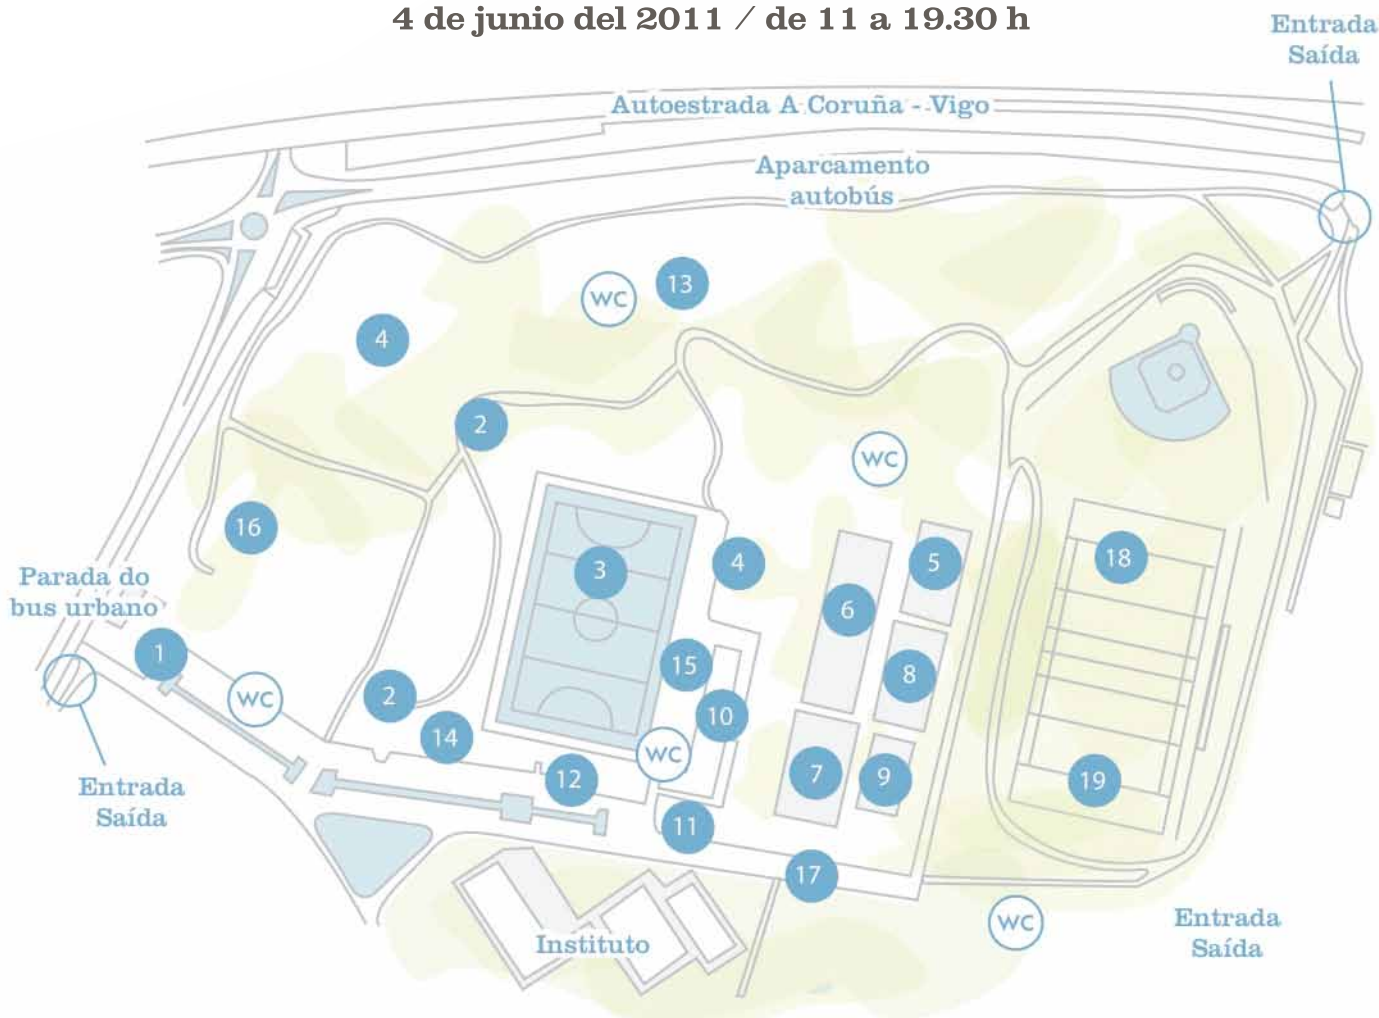 4 de junio del 2011 / de 11 a 19.30 h
Entrada
Saída
Autoestrada A Coruña - Vigo
Aparcamento
autobús
WC
13
4
2
WC
16
3
4
5
18
Parada do
bus urbano
6
1
15
8
WC
2
10
14
WC
12
7
9
19
Entrada
Saída
11
17
WC
Entrada
Saída
Instituto